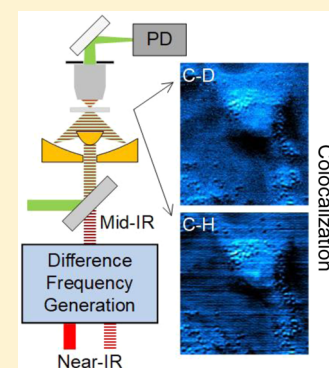 PD
C-D
C-H
Colocalization
Mid-IR
Difference
Frequency
Generation
Near-IR